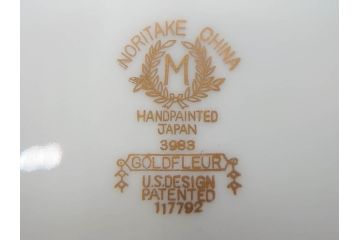 NORITAKE CHINA
M
HANDPAINTED
JAPAN
3983
GOLDFLEUR
U.S. DESIGN
PATENTED
117792